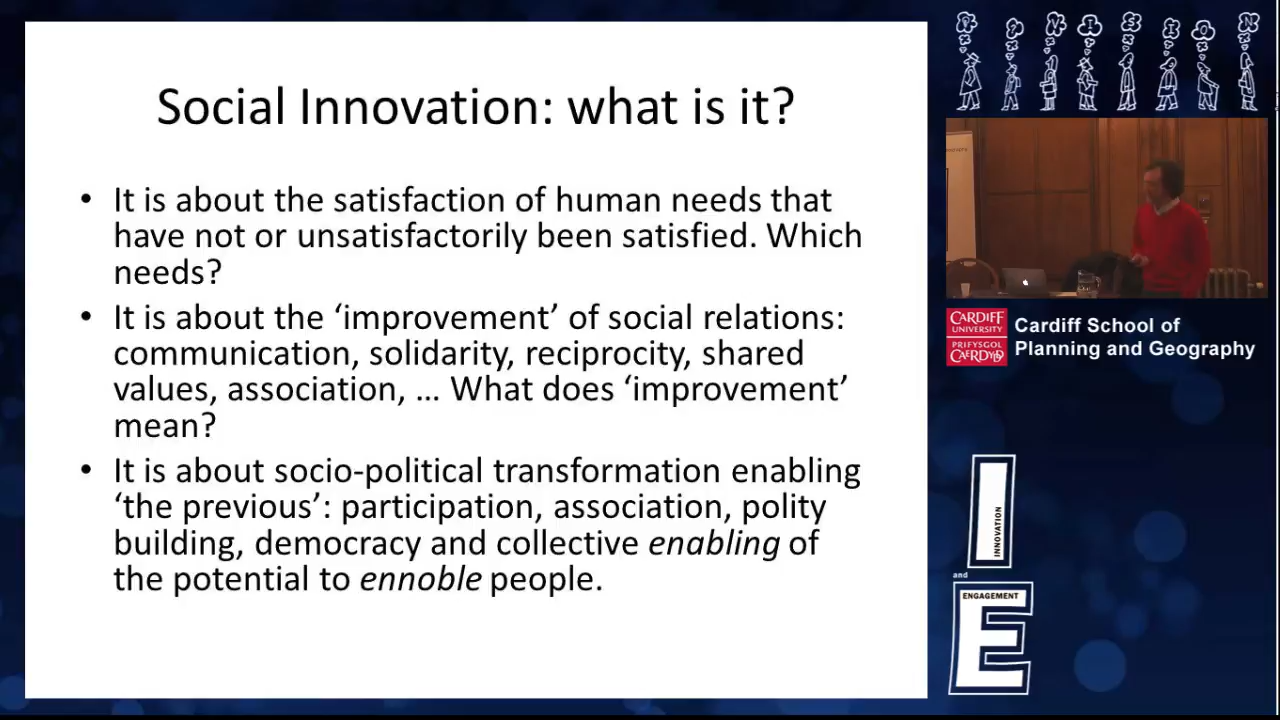 Social Innovation: what is it?
• It is about the satisfaction of human needs that
have not or unsatisfactorily been satisfied. Which
needs?
• It is about the ‘improvement’ of social relations:
communication, solidarity, reciprocity, shared
values, association, … What does ‘improvement’
mean?
• It is about socio-political transformation enabling
‘the previous’: participation, association, polity
building, democracy and collective enabling of
the potential to ennoble people.
P ? V I S I O N
CARDIFF
UNIVERSITY
PRIFYSGOL
CAERDYDD
Cardiff School of
Planning and Geography
I
INNOVATION
and
ENGAGEMENT
E